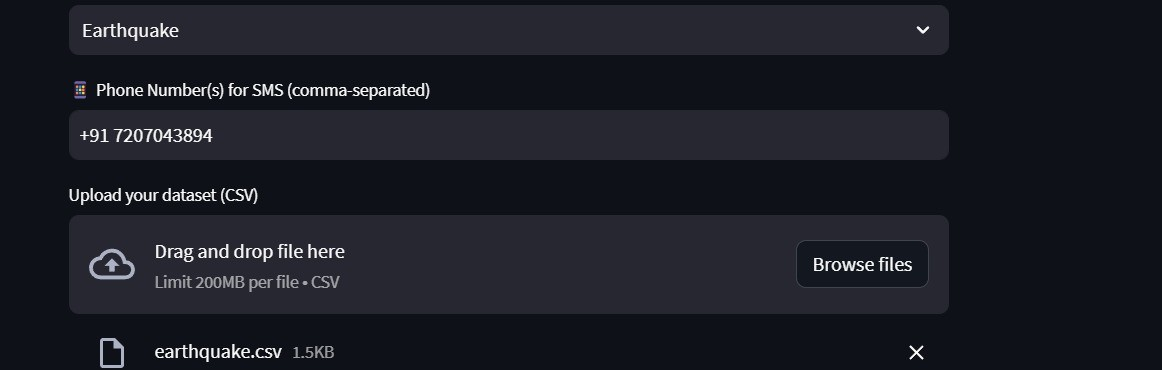 Earthquake
Phone Number(s) for SMS (comma-separated)
+91 7207043894
Upload your dataset (CSV)
Drag and drop file here
Limit 200MB per file • CSV
Browse files
earthquake.csv 1.5KB